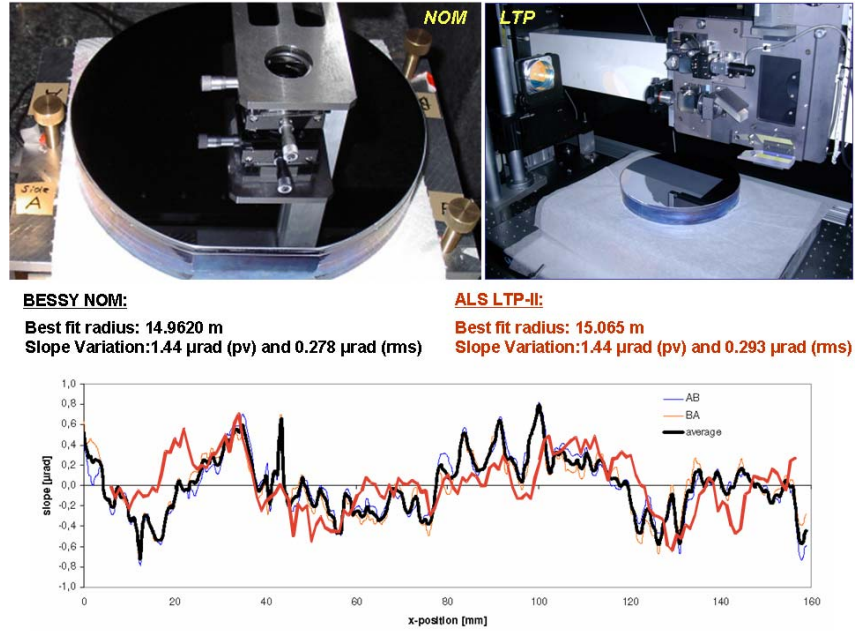 NOM
LTP
Side
A
BESSY NOM:
Best fit radius: 14.9620 m
Slope Variation:1.44 µrad (pv) and 0.278 µrad (rms)
ALS LTP-II:
Best fit radius: 15.065 m
Slope Variation:1.44 µrad (pv) and 0.293 µrad (rms)
1,0
0,8
0,6
0,4
0,2
0,0
-0,2
-0,4
-0,6
-0,8
-1,0
slope [µrad]
AB
BA
average
0
20
40
60
80
100
120
140
160
x-position [mm]